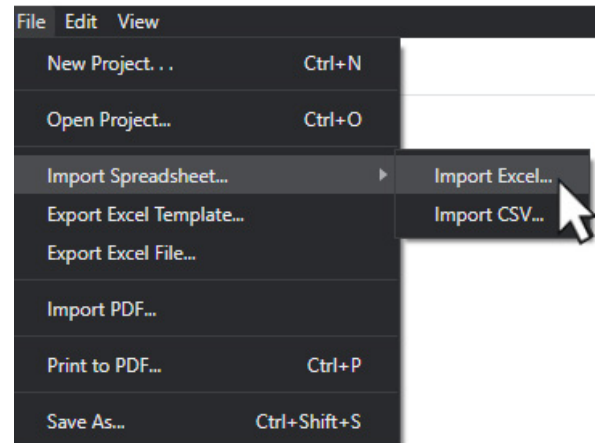 File Edit View
New Project. . . Ctrl+N
Open Project... Ctrl+O
Import Spreadsheet... Import Excel...
Export Excel Template... Import CSV...
Export Excel File...
Import PDF...
Print to PDF... Ctrl+P
Save As... Ctrl+Shift+S